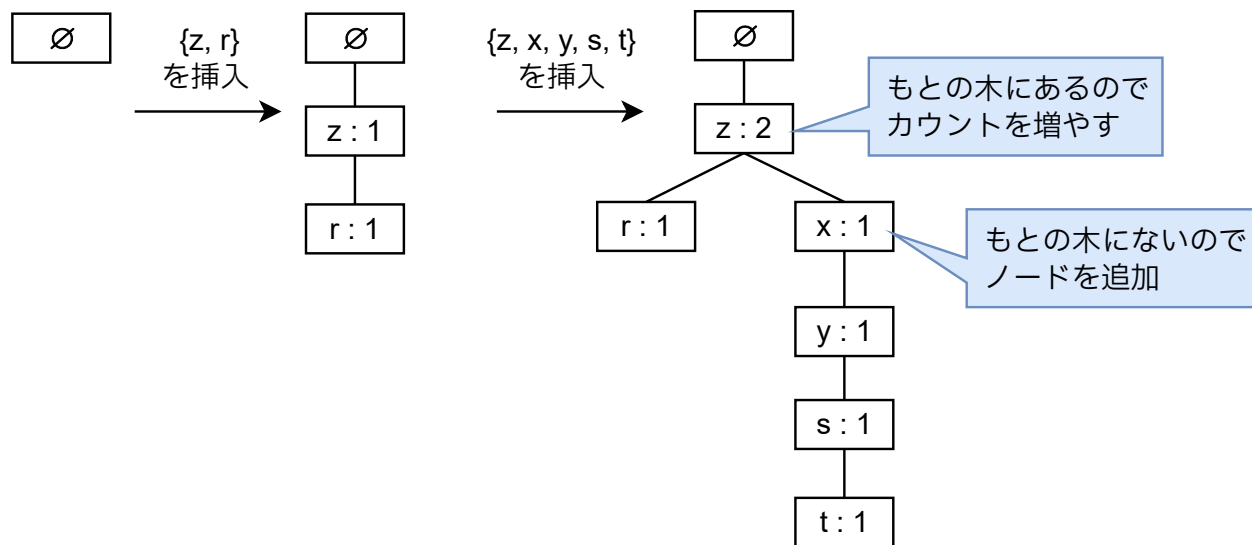 ∅
{z, r}
を挿入
∅
z : 1
r : 1
{z, x, y, s, t}
を挿入
∅
z : 2
もとの木にあるので
カウントを増やす
r : 1
x : 1
もとの木にないので
ノードを追加
y : 1
s : 1
t : 1